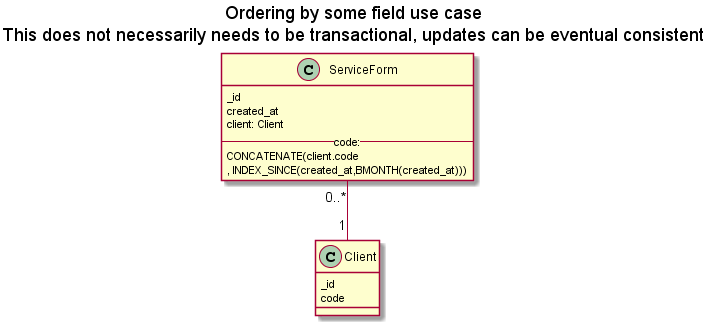 Ordering by some field use case
This does not necessarily needs to be transactional, updates can be eventual consistent
C ServiceForm
_id
created_at
client: Client
code:
CONCATENATE(client.code
, INDEX_SINCE(created_at,BMONTH(created_at)))
0..*
1
C Client
_id
code